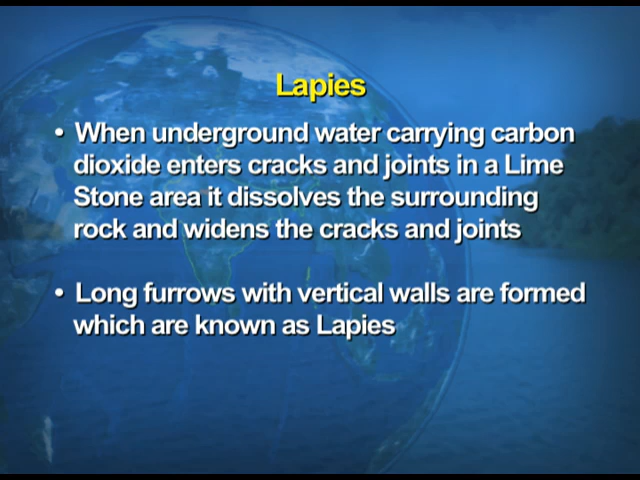 Lapies
• When underground water carrying carbon
dioxide enters cracks and joints in a Lime
Stone area it dissolves the surrounding
rock and widens the cracks and joints
• Long furrows with vertical walls are formed
which are known as Lapies